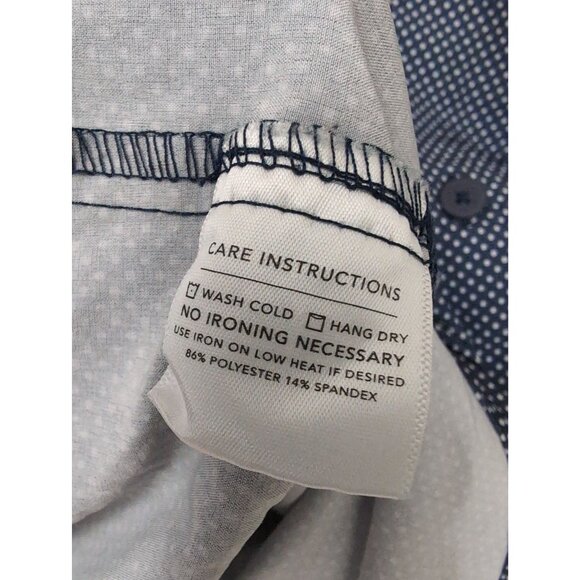 CARE INSTRUCTIONS
WASH COLD HANG DRY
NO IRONING NECESSARY
USE IRON ON LOW HEAT IF DESIRED
86% POLYESTER 14% SPANDEX